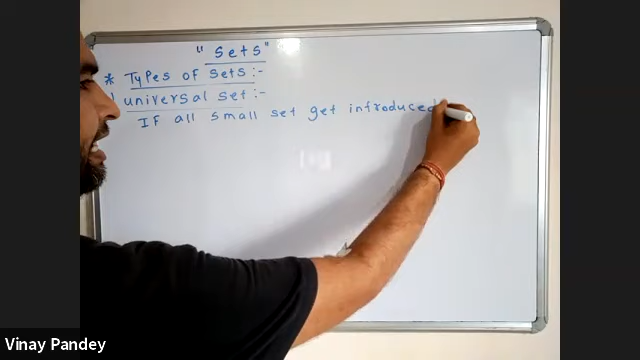 "Sets"
* Types of sets :-
universal set :-
If all small set get introduced
Vinay Pandey